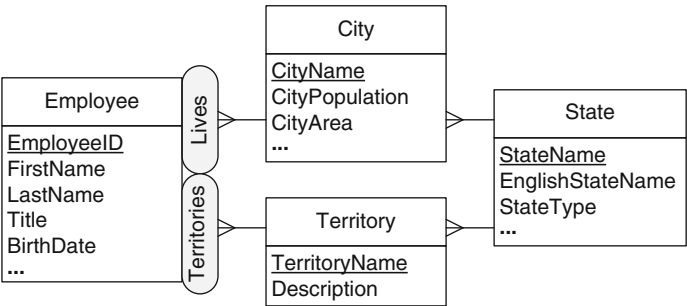 Employee
EmployeeID
FirstName
LastName
Title
BirthDate
...
Lives
Territories
City
CityName
CityPopulation
CityArea
...
Territory
TerritoryName
Description
State
StateName
EnglishStateName
StateType
...